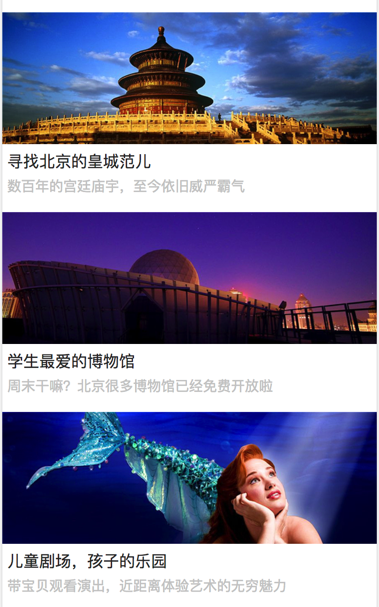 寻找北京的皇城范儿
数百年的宫廷庙宇，至今依旧威严霸气
学生最爱的博物馆
周末干嘛？北京很多博物馆已经免费开放啦
儿童剧场，孩子的乐园
带宝贝观看演出，近距离体验艺术的无穷魅力